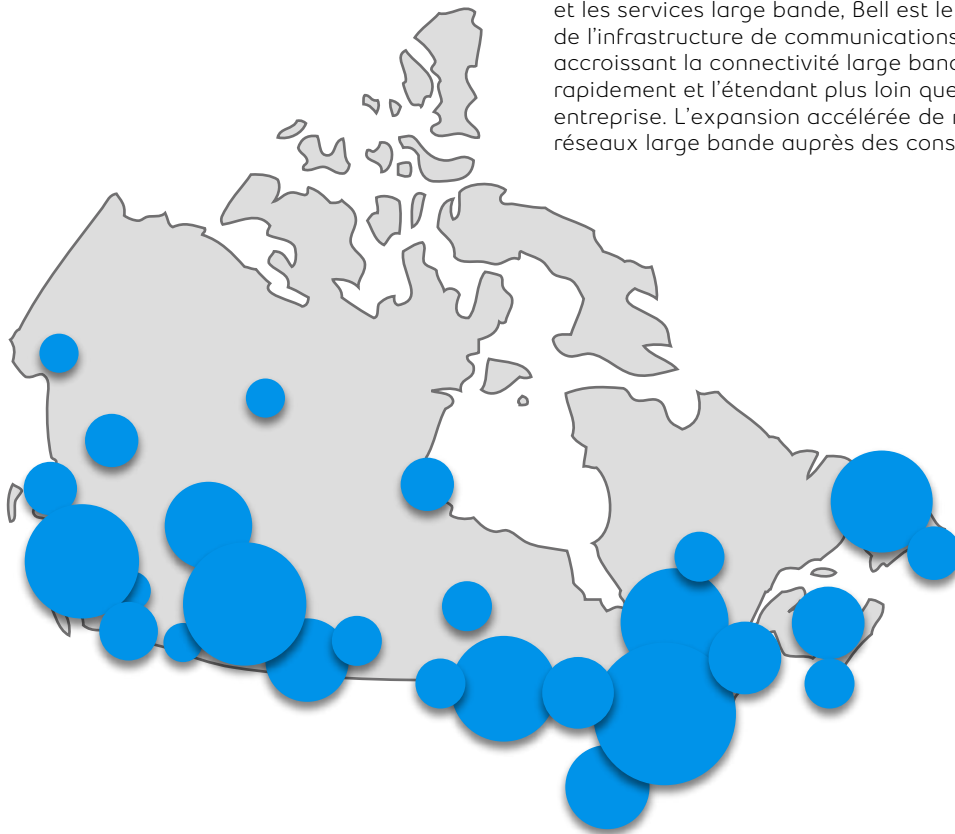 et les services large bande, Bell est le
de l'infrastructure de communications
accroissant la connectivité large band
rapidement et l'étendant plus loin que
entreprise. L'expansion accélérée de
réseaux large bande auprès des cons